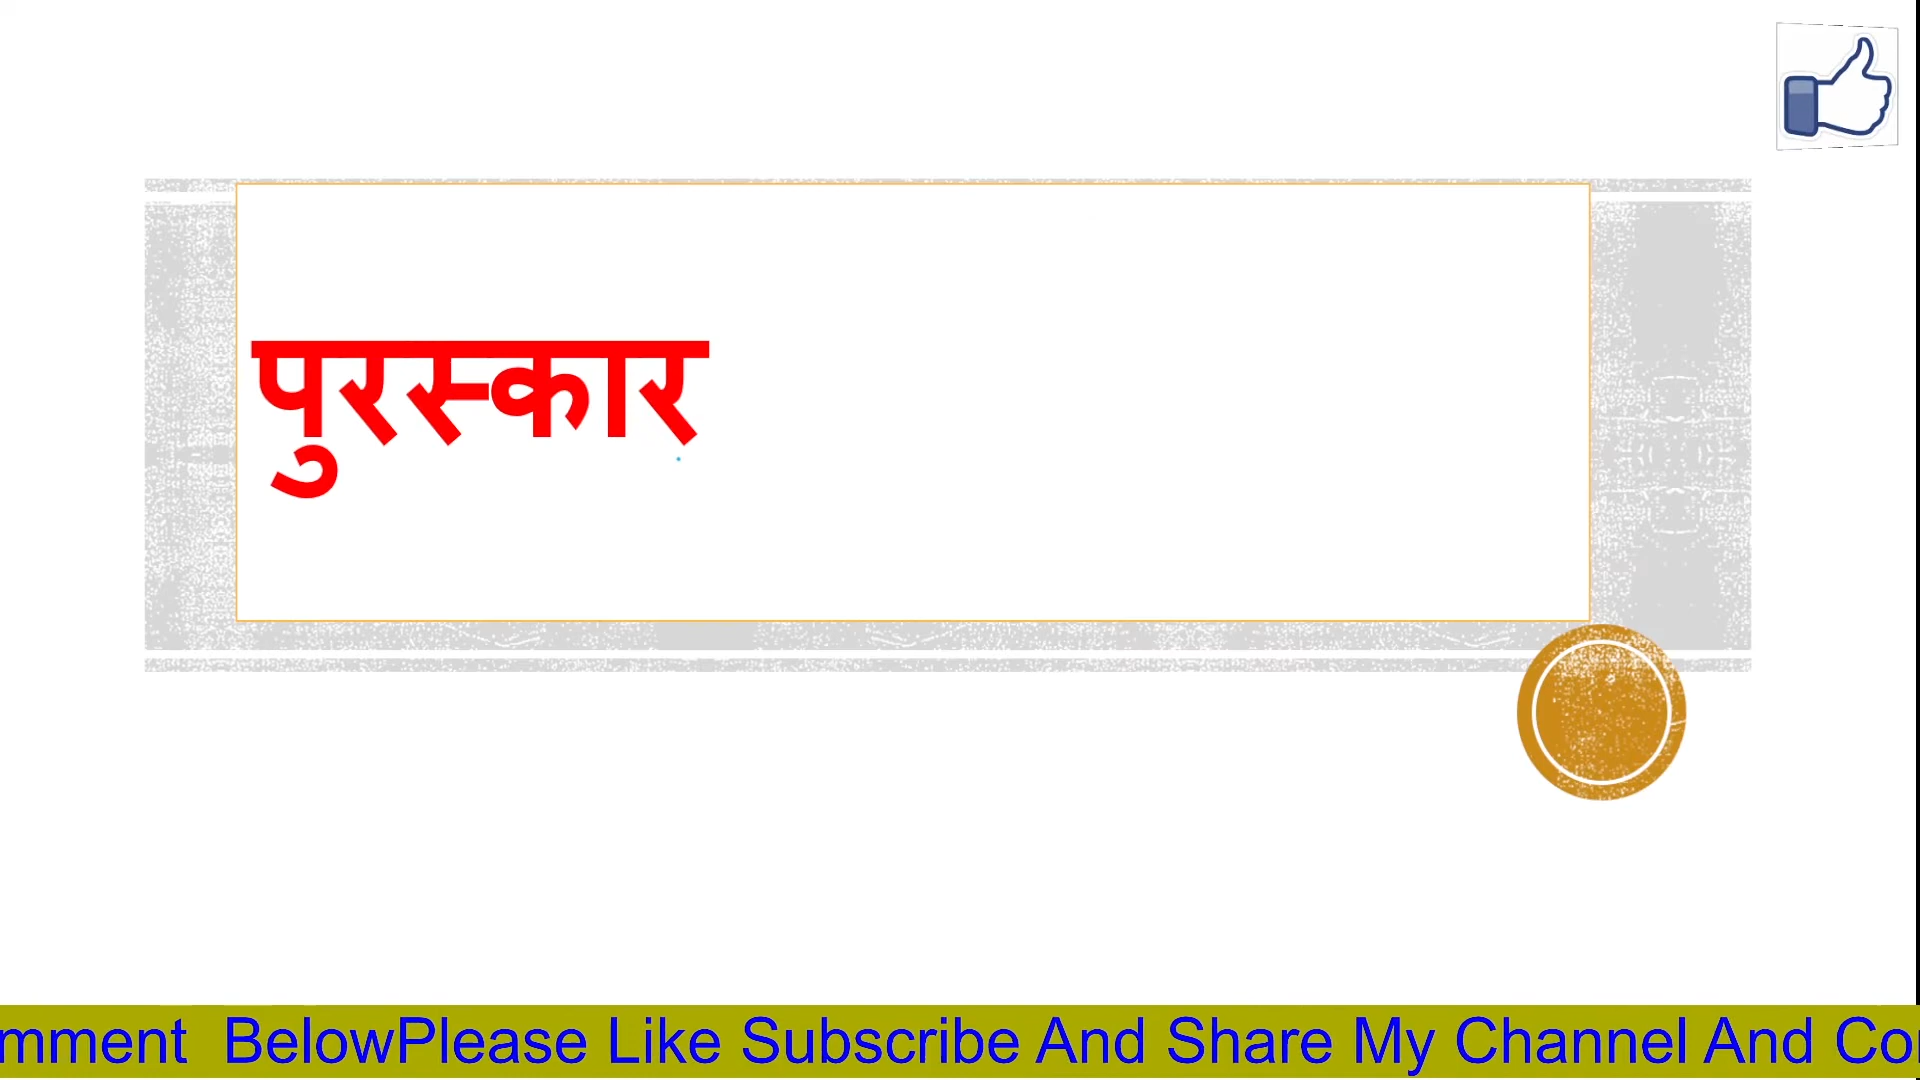 पुरस्कार
mment BelowPlease Like Subscribe And Share My Channel And Co